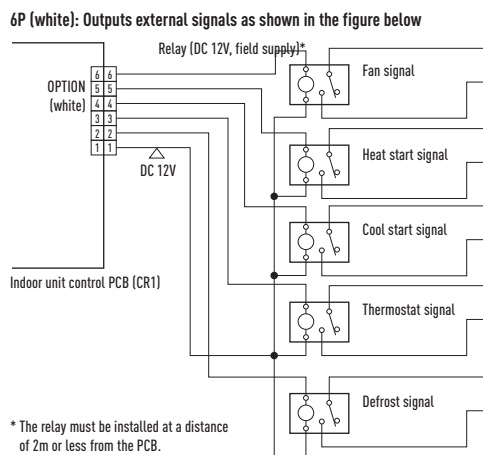 6P (white): Outputs external signals as shown in the figure below
Relay (DC 12V, field supply)*
Fan signal
OPTION
(white)
6 6
5 5
4 4
3 3
2 2
1 1
DC 12V
Heat start signal
Cool start signal
Indoor unit control PCB (CR1)
Thermostat signal
Defrost signal
* The relay must be installed at a distance
of 2m or less from the PCB.